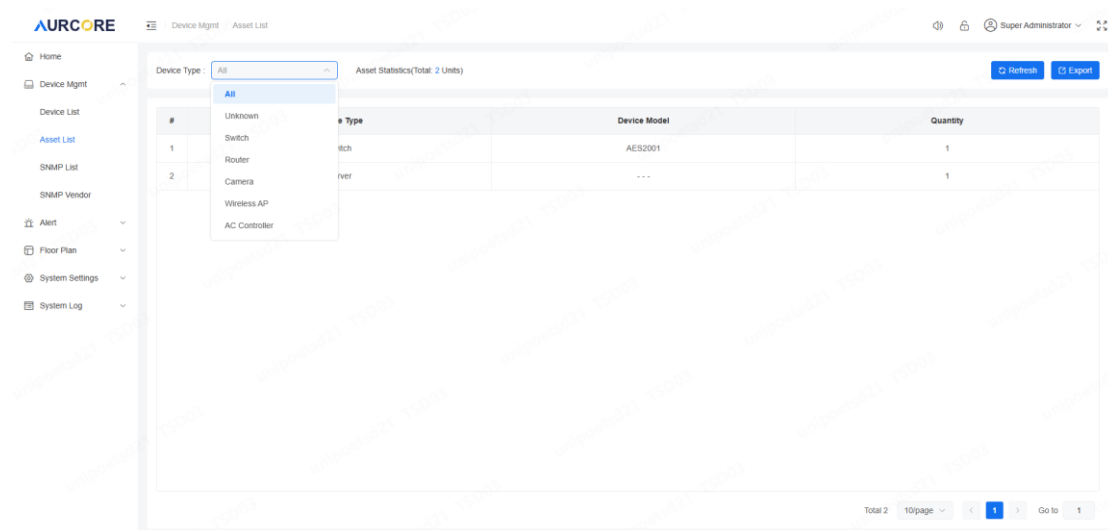 AURCORE
Device Mgmt / Asset List
Super Administrator
Home
Device Mgmt
Device List
Asset List
SNMP List
SNMP Vendor
Alert
Floor Plan
System Settings
System Log
Device Type : All
Asset Statistics(Total: 2 Units)
Refresh
Export
All
Unknown
Switch
Router
Camera
Wireless AP
AC Controller
# e Type Device Model Quantity
1 itch AES2001 1
2 rver - - - 1
Total 2 10/page < 1 > Go to 1